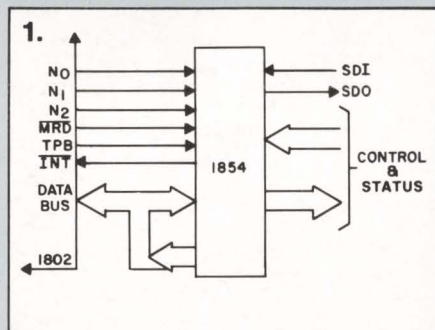 1.
N0
N1
N2
MRD
TPB
INT
DATA
BUS
1802
1854
SDI
SDO
CONTROL
&
STATUS